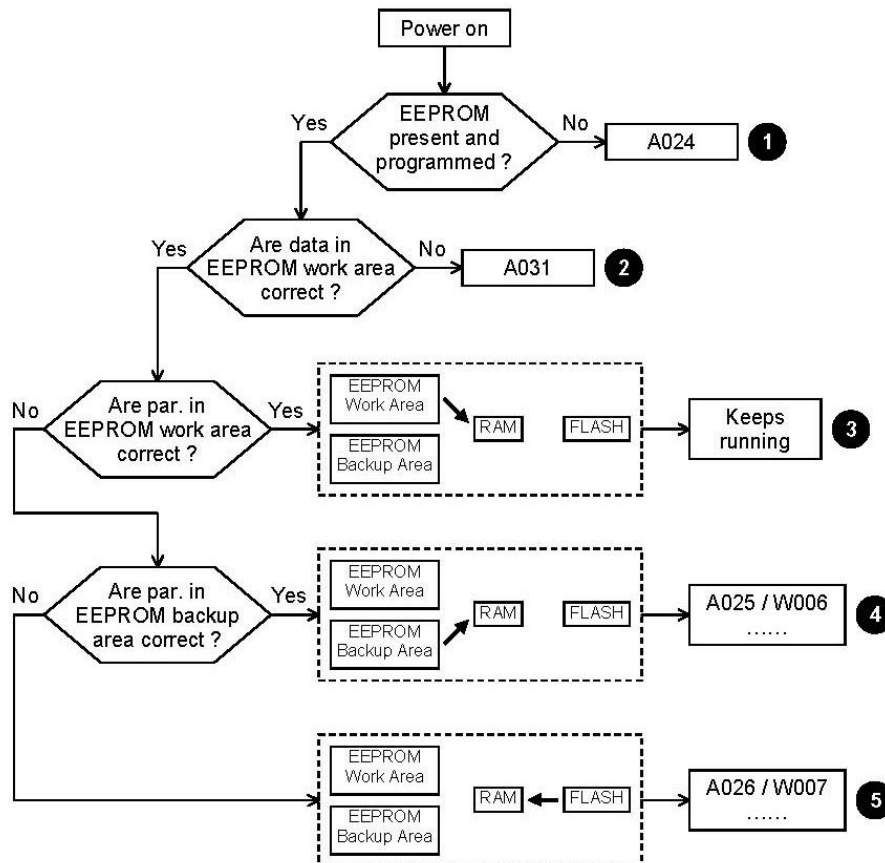 Power on
EEPROM
present and
programmed ?
Yes
No
A024
1
Are data in
EEPROM work area
correct ?
Yes
No
A031
2
Are par. in
EEPROM work area
correct ?
No
Yes
EEPROM
Work Area
EEPROM
Backup Area
RAM
FLASH
Keeps
running
3
Are par. in
EEPROM backup
area correct ?
No
Yes
EEPROM
Work Area
EEPROM
Backup Area
RAM
FLASH
A025 / W006
......
4
EEPROM
Work Area
EEPROM
Backup Area
RAM
FLASH
A026 / W007
......
5